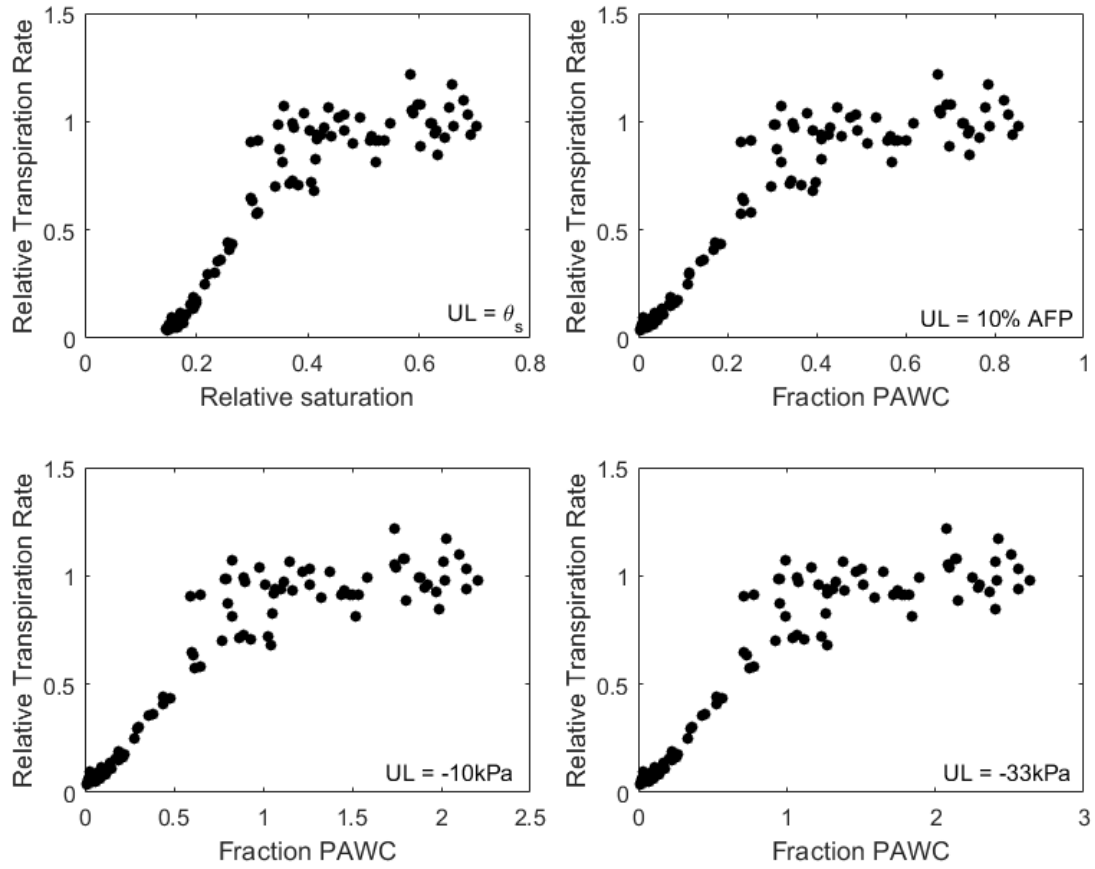 Relative Transpiration Rate
1.5
1
0.5
0
UL = θs
0 0.2 0.4 0.6 0.8
Relative saturation
Relative Transpiration Rate
1.5
1
0.5
0
UL = 10% AFP
0 0.2 0.4 0.6 0.8 1
Fraction PAWC
Relative Transpiration Rate
1.5
1
0.5
0
UL = -10kPa
0 0.5 1 1.5 2 2.5
Fraction PAWC
Relative Transpiration Rate
1.5
1
0.5
0
UL = -33kPa
0 1 2 3
Fraction PAWC